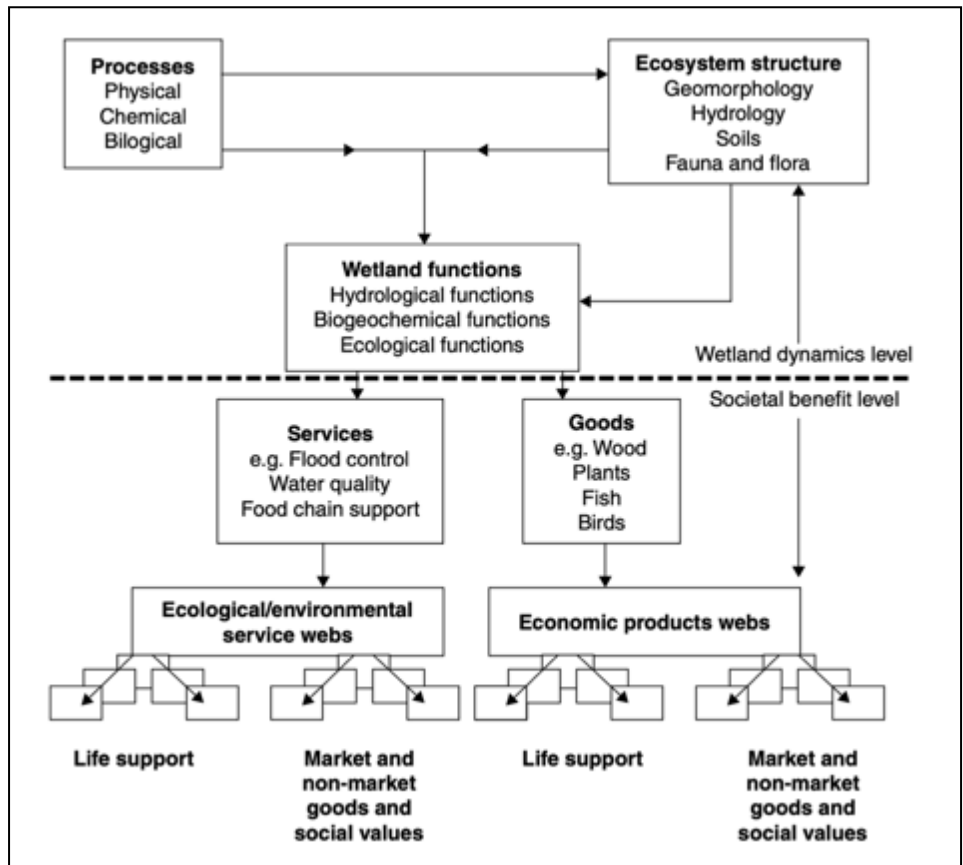 Processes
Physical
Chemical
Bilogical
Ecosystem structure
Geomorphology
Hydrology
Soils
Fauna and flora
Wetland functions
Hydrological functions
Biogeochemical functions
Ecological functions
Wetland dynamics level
Societal benefit level
Services
e.g. Flood control
Water quality
Food chain support
Goods
e.g. Wood
Plants
Fish
Birds
Ecological/environmental
service webs
Economic products webs
Life support
Market and
non-market
goods and
social values
Life support
Market and
non-market
goods and
social values